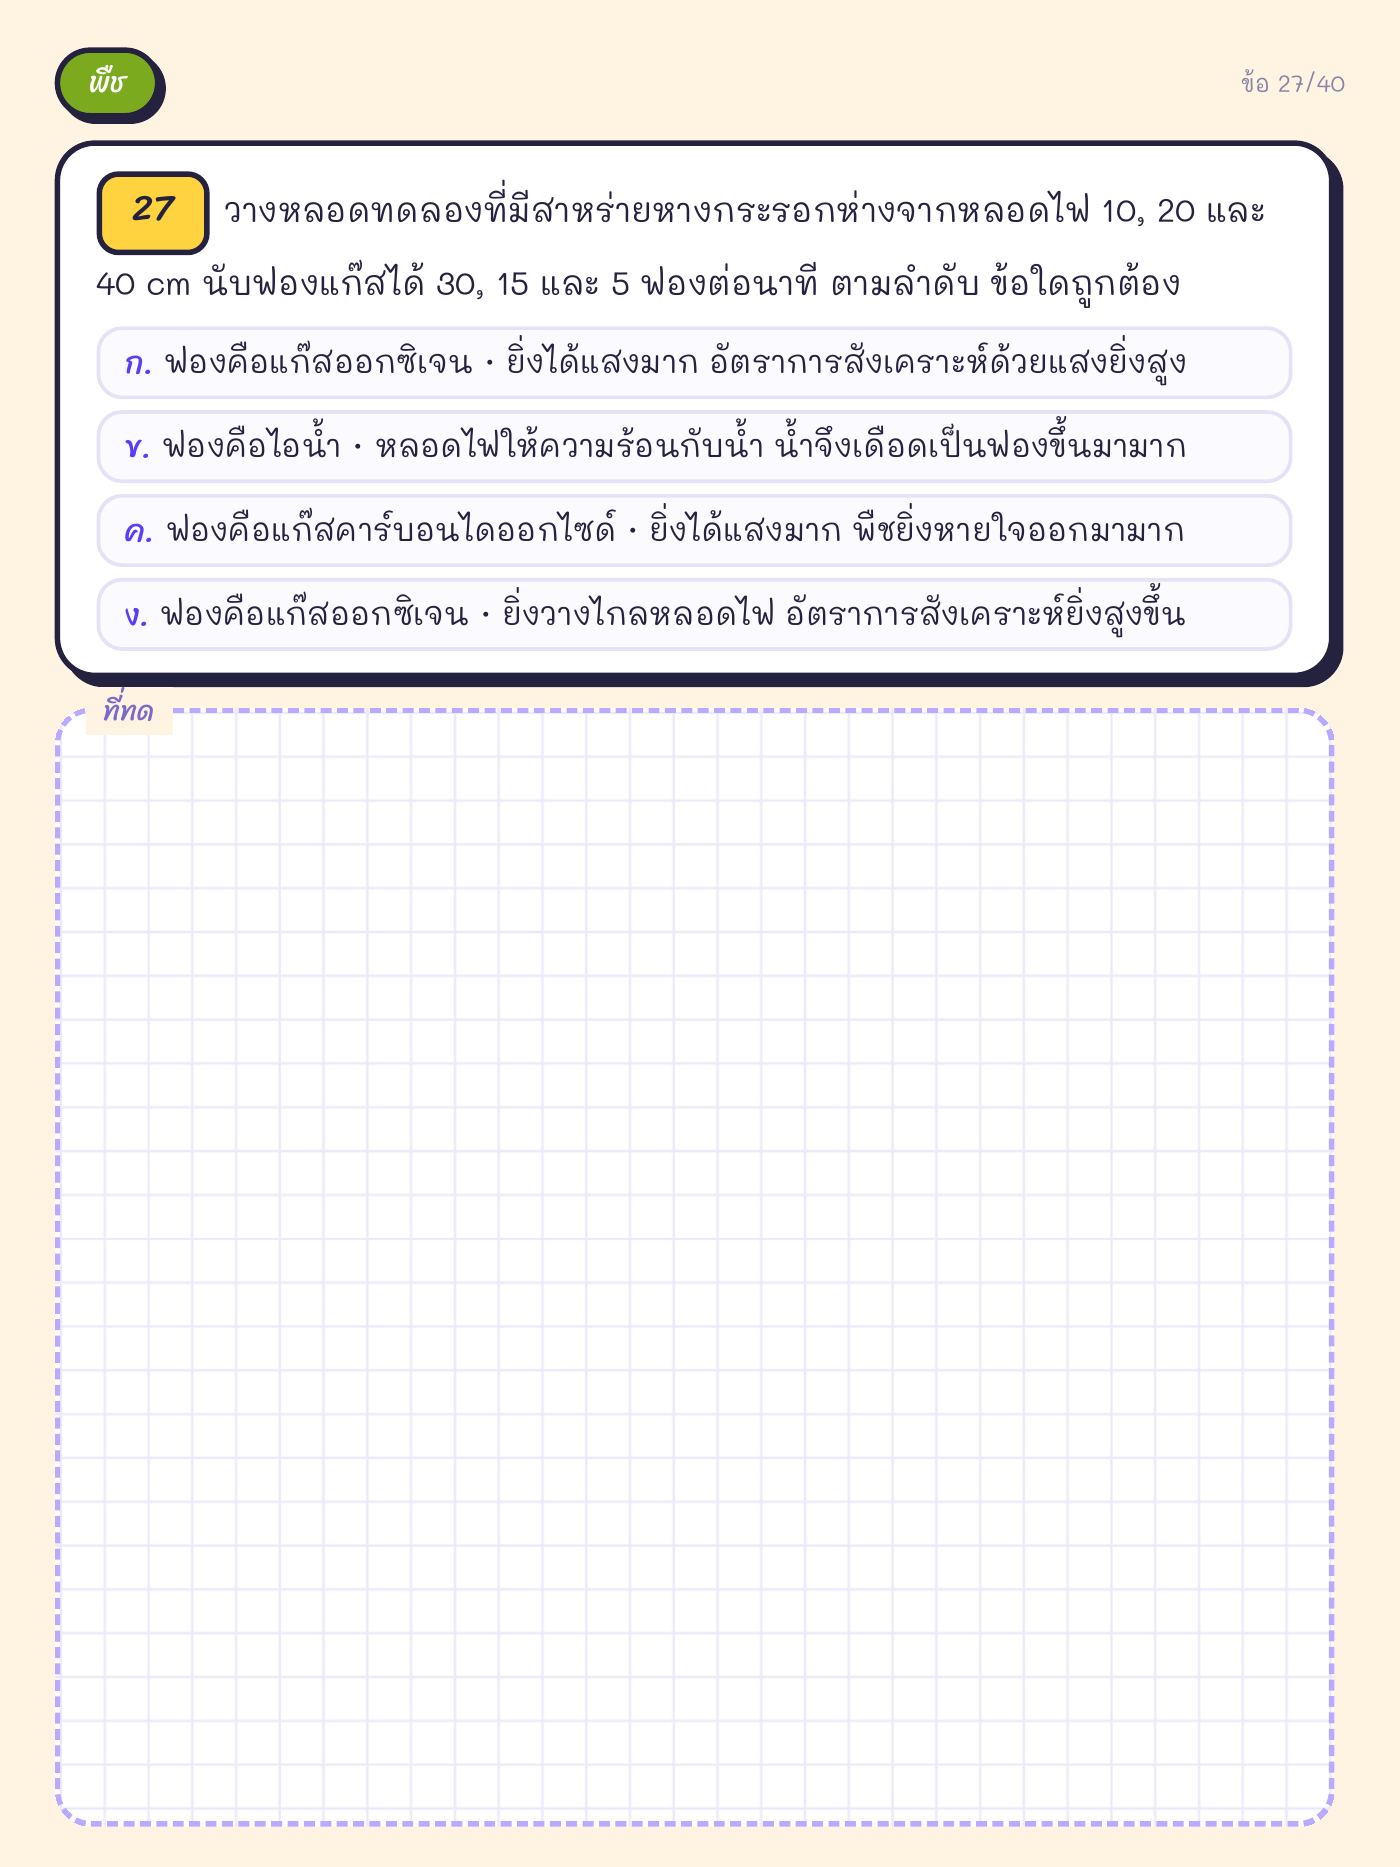 พืช
ข้อ 27/40
27 วางหลอดทดลองที่มีสาหร่ายหางกระรอกห่างจากหลอดไฟ 10, 20 และ
40 cm นับฟองแก๊สได้ 30, 15 และ 5 ฟองต่อนาที ตามลำดับ ข้อใดถูกต้อง
ก. ฟองคือแก๊สออกซิเจน · ยิ่งได้แสงมาก อัตราการสังเคราะห์ด้วยแสงยิ่งสูง
ข. ฟองคือไอน้ำ · หลอดไฟให้ความร้อนกับน้ำ น้ำจึงเดือดเป็นฟองขึ้นมามาก
ค. ฟองคือแก๊สคาร์บอนไดออกไซด์ · ยิ่งได้แสงมาก พืชยิ่งหายใจออกมามาก
ง. ฟองคือแก๊สออกซิเจน · ยิ่งวางไกลหลอดไฟ อัตราการสังเคราะห์ยิ่งสูงขึ้น
ที่ทด